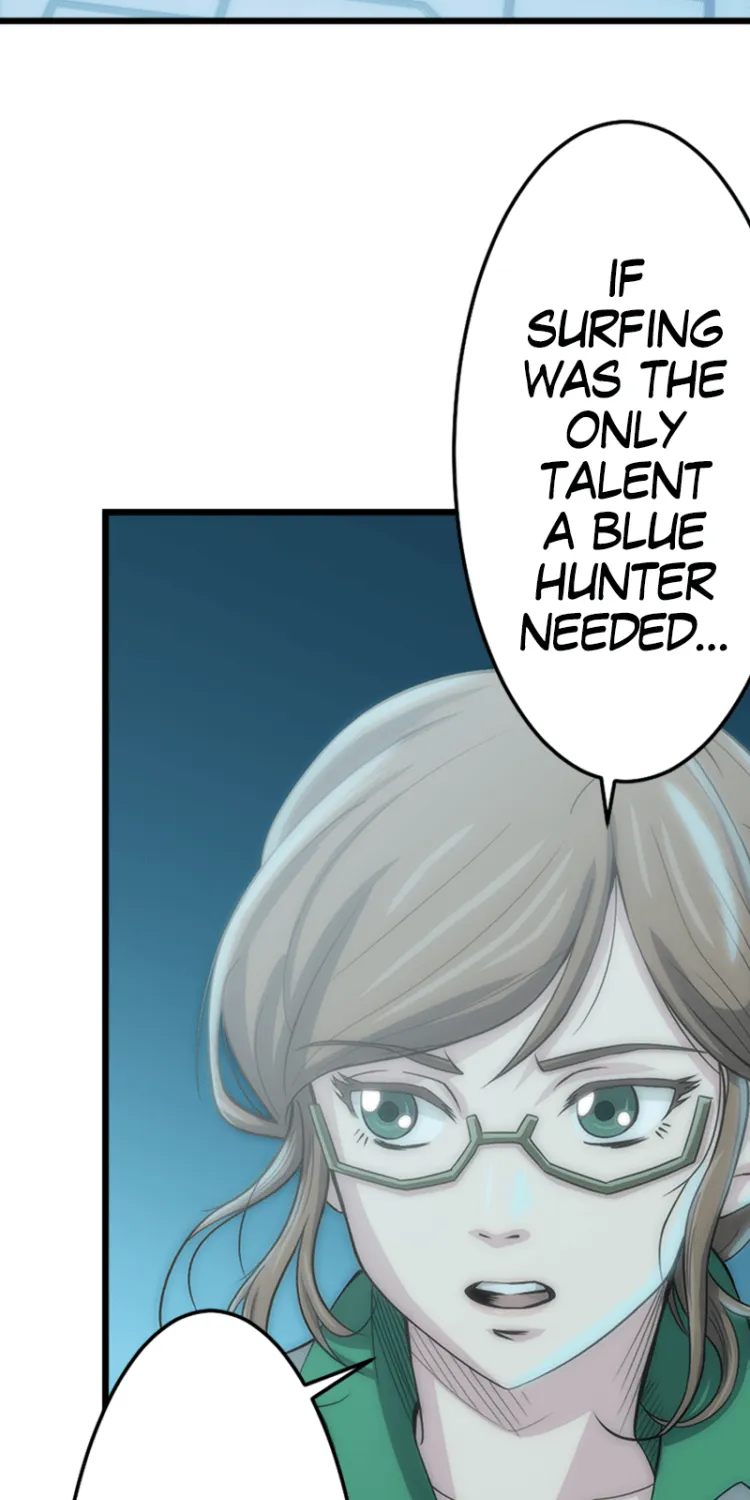 IF
SURFING
WAS THE
ONLY
TALENT
A BLUE
HUNTER
NEEDED...